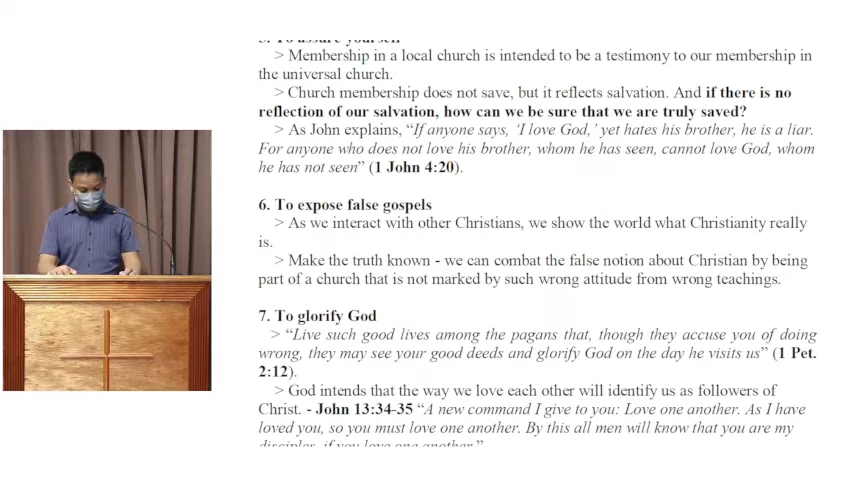 5. To assure yourself
> Membership in a local church is intended to be a testimony to our membership in
the universal church.
> Church membership does not save, but it reflects salvation. And if there is no
reflection of our salvation, how can we be sure that we are truly saved?
> As John explains, “If anyone says, ‘I love God,’ yet hates his brother, he is a liar.
For anyone who does not love his brother, whom he has seen, cannot love God, whom
he has not seen” (1 John 4:20).
6. To expose false gospels
> As we interact with other Christians, we show the world what Christianity really
is.
> Make the truth known - we can combat the false notion about Christian by being
part of a church that is not marked by such wrong attitude from wrong teachings.
7. To glorify God
> “Live such good lives among the pagans that, though they accuse you of doing
wrong, they may see your good deeds and glorify God on the day he visits us” (1 Pet.
2:12).
> God intends that the way we love each other will identify us as followers of
Christ. - John 13:34-35 “A new command I give to you: Love one another. As I have
loved you, so you must love one another. By this all men will know that you are my
disciples, if you love one another.”